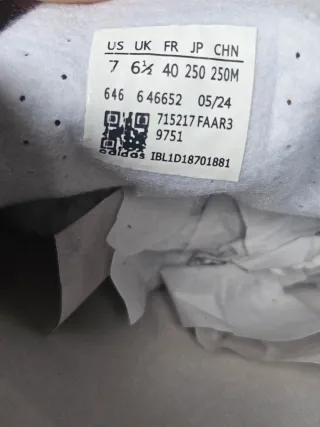 US UK FR JP CHN
7 6½ 40 250 250M
646 6 46652 05/24
715217 FAAR3
9751
adidas IBL1D18701881